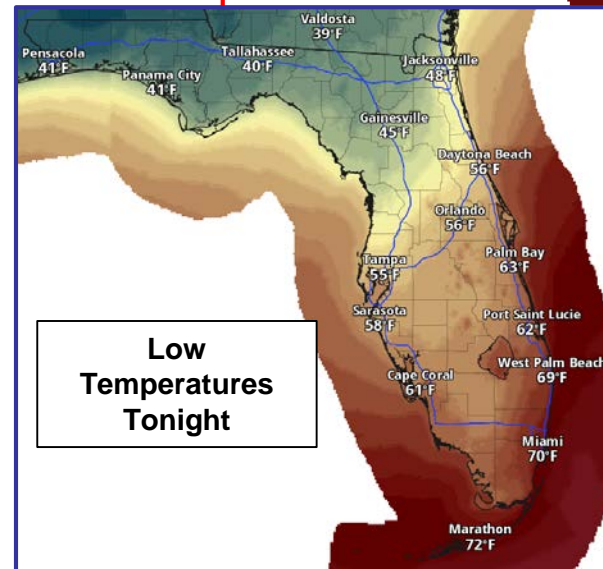 Valdosta
39°F
Pensacola
41°F
Tallahassee
40°F
Panama City
41°F
Jacksonville
48°F
Gainesville
45°F
Daytona Beach
56°F
Orlando
56°F
Tampa
55°F
Palm Bay
63°F
Sarasota
58°F
Port Saint Lucie
62°F
West Palm Beach
69°F
Cape Coral
61°F
Low
Temperatures
Tonight
Miami
70°F
Marathon
72°F